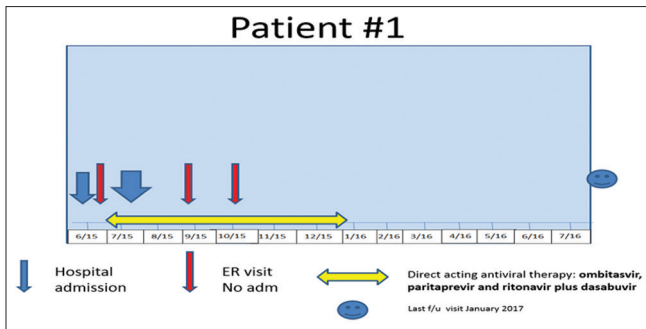 Patient #1
6/15 7/15 8/15 9/15 10/15 11/15 12/15 1/16 2/16 3/16 4/16 5/16 6/16 7/16
Hospital
admission
ER visit
No adm
Direct acting antiviral therapy: ombitasvir,
paritaprevir and ritonavir plus dasabuvir
Last f/u visit January 2017